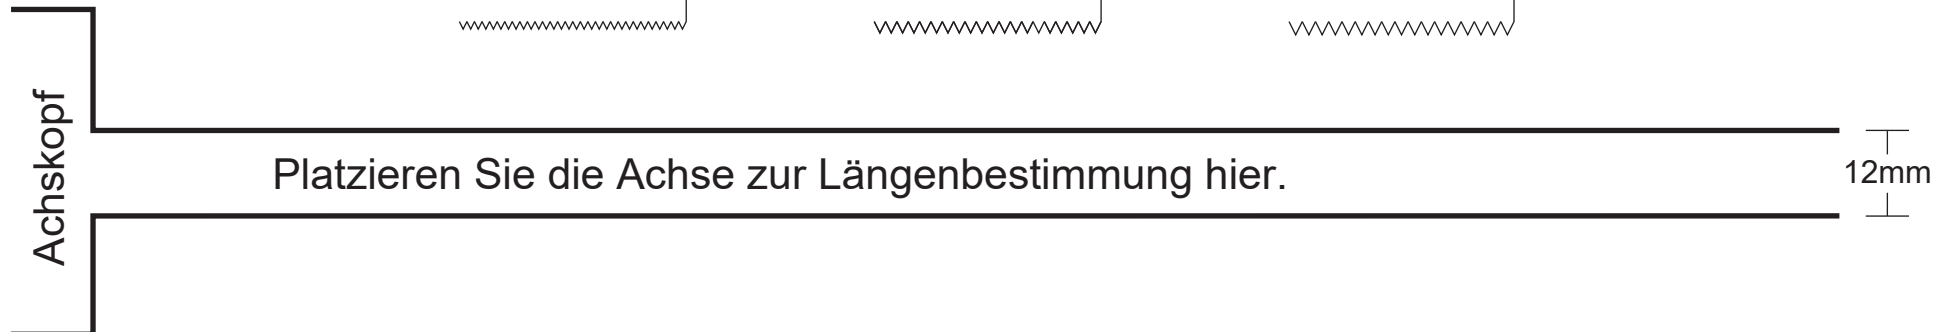 Achskopf
Platzieren Sie die Achse zur Längenbestimmung hier.
12mm